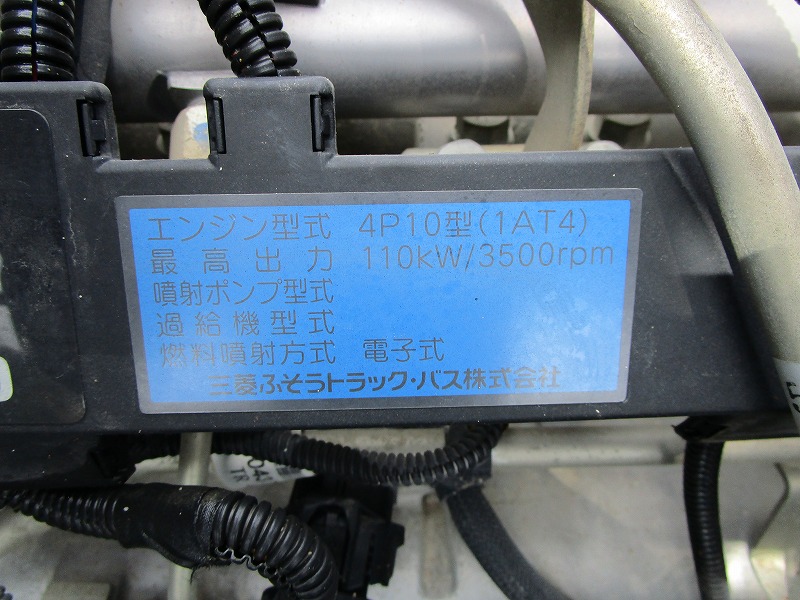 エンジン型式 4P10型(1AT4)
最高出力 110kW/3500rpm
噴射ポンプ型式
過給機型式
燃料噴射方式 電子式
三菱ふそうトラック・バス株式会社